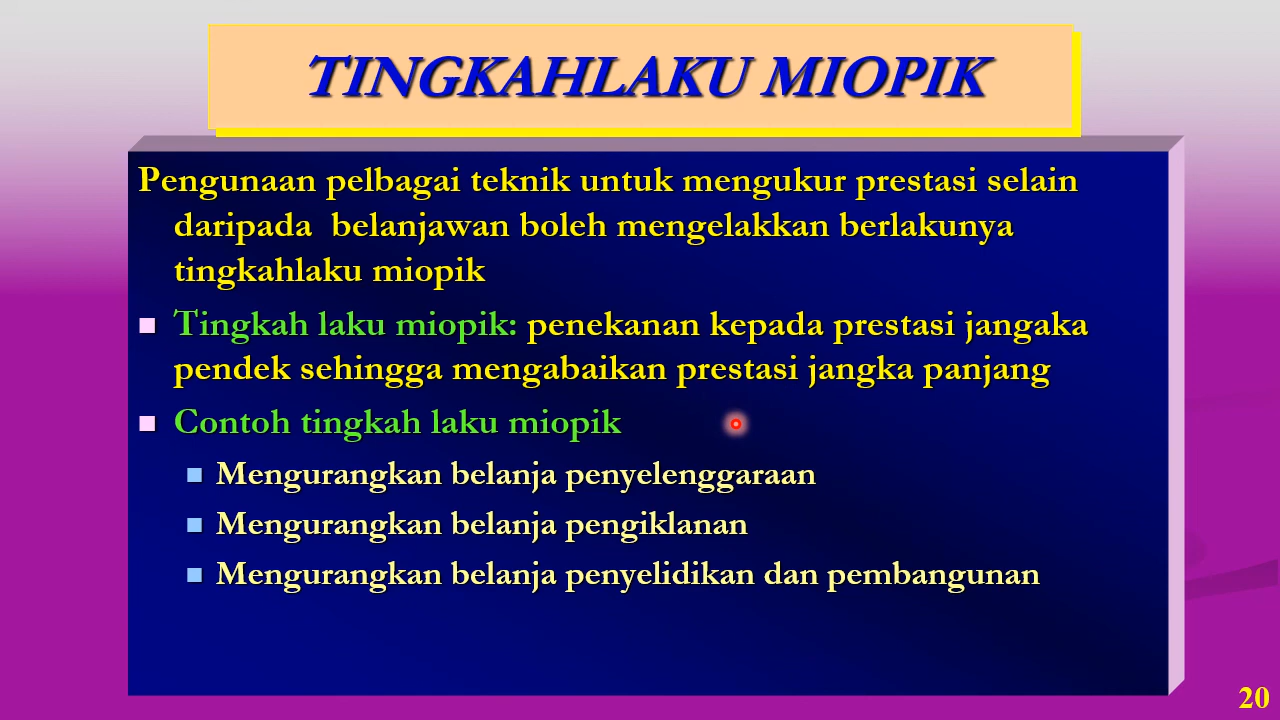 TINGKAHLAKU MIOPIK
Pengunaan pelbagai teknik untuk mengukur prestasi selain
daripada belanjawan boleh mengelakkan berlakunya
tingkahlaku miopik
Tingkah laku miopik: penekanan kepada prestasi jangaka
pendek sehingga mengabaikan prestasi jangka panjang
Contoh tingkah laku miopik
Mengurangkan belanja penyelenggaraan
Mengurangkan belanja pengiklanan
Mengurangkan belanja penyelidikan dan pembangunan
20